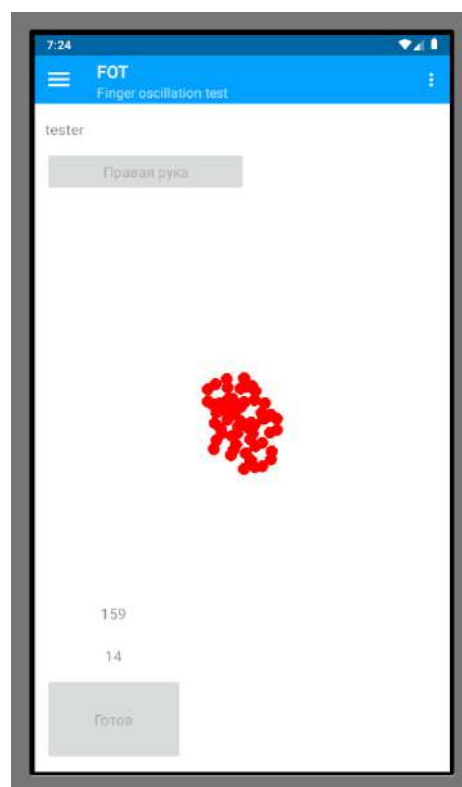 7:24
FOT
Finger oscillation test
tester
Правая рука
159
14
Готов